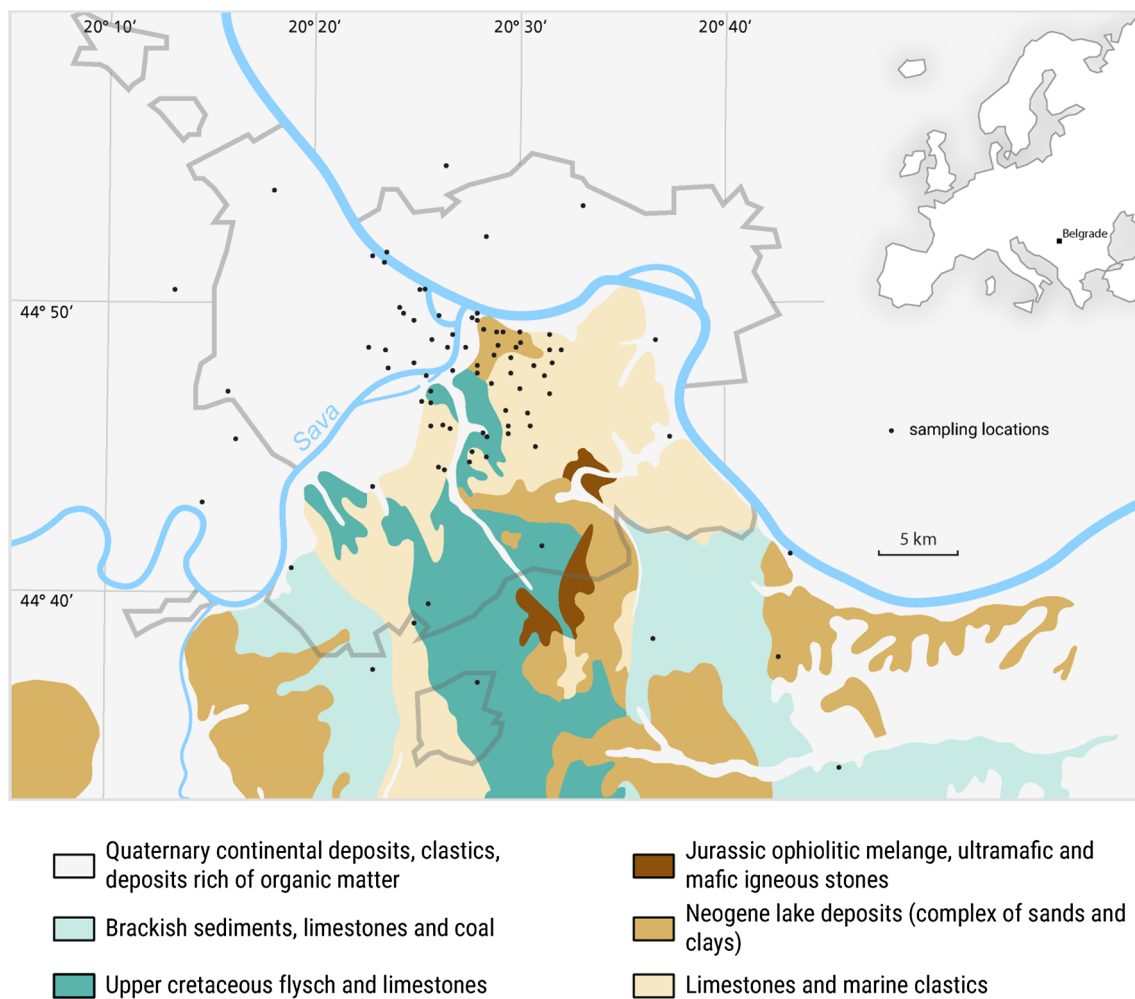 20° 10′ 20° 20′ 20° 30′ 20° 40′
Belgrade
44° 50′
Sava
sampling locations
5 km
44° 40′
Quaternary continental deposits, clastics,
deposits rich of organic matter
Brackish sediments, limestones and coal
Upper cretaceous flysch and limestones
Jurassic ophiolitic melange, ultramafic and
mafic igneous stones
Neogene lake deposits (complex of sands and
clays)
Limestones and marine clastics